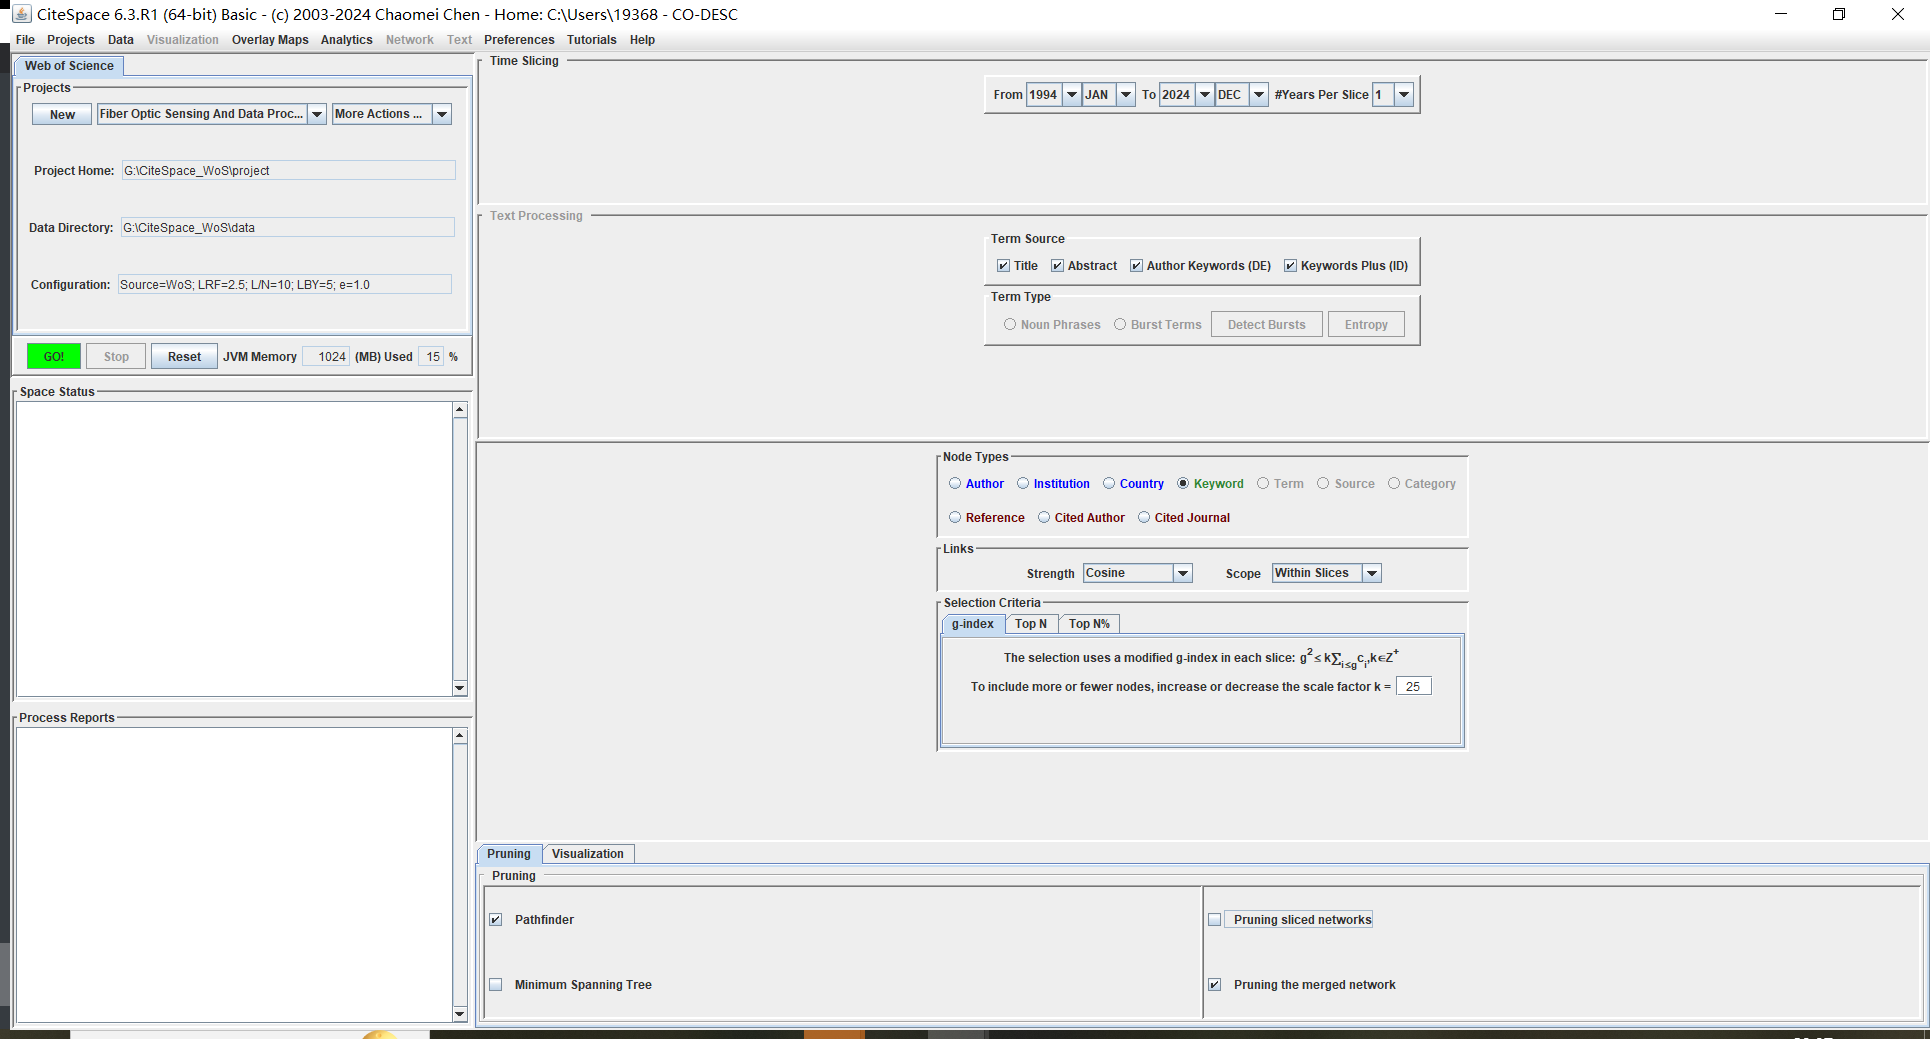 CiteSpace 6.3.R1 (64-bit) Basic - (c) 2003-2024 Chaomei Chen - Home: C:\Users\19368 - CO-DESC
File Projects Data Visualization Overlay Maps Analytics Network Text Preferences Tutorials Help
Web of Science
Projects
New Fiber Optic Sensing And Data Proc... More Actions ...
Project Home: G:\CiteSpace_WoS\project
Data Directory: G:\CiteSpace_WoS\data
Configuration: Source=WoS; LRF=2.5; L/N=10; LBY=5; e=1.0
GO! Stop Reset JVM Memory 1024 (MB) Used 15 %
Space Status
Process Reports
Time Slicing
From 1994 JAN To 2024 DEC #Years Per Slice 1
Text Processing
Term Source
Title Abstract Author Keywords (DE) Keywords Plus (ID)
Term Type
Noun Phrases Burst Terms Detect Bursts Entropy
Node Types
Author Institution Country Keyword Term Source Category
Reference Cited Author Cited Journal
Links
Strength Cosine Scope Within Slices
Selection Criteria
g-index Top N Top N%
The selection uses a modified g-index in each slice: g²≤ k∑i≤g ci,k∈Z⁺
To include more or fewer nodes, increase or decrease the scale factor k = 25
Pruning Visualization
Pruning
Pathfinder Pruning sliced networks
Minimum Spanning Tree Pruning the merged network